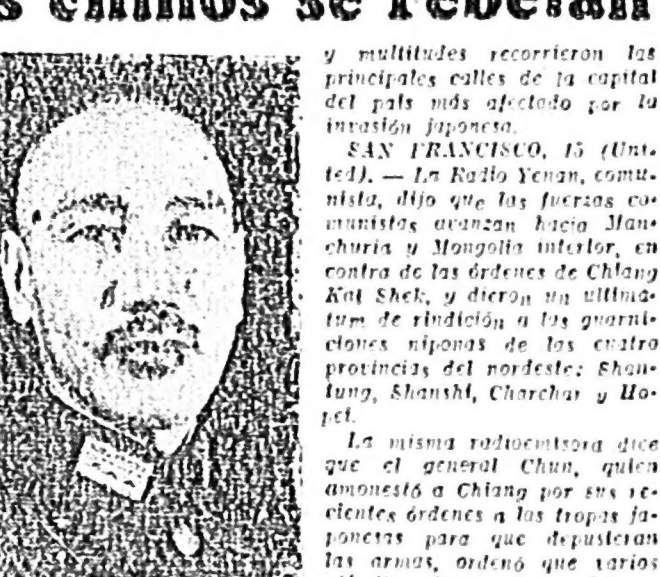 s chinos se rebelan
y multitudes recorrieron las
principales calles de la capital
del país más afectado por la
invasión japonesa.
SAN FRANCISCO, 15 (Uni-
ted). — La Radio Yenan, comu-
nista, dijo que las fuerzas co-
munistas avanzan hacia Man-
churia y Mongolia interior, en
contra de las órdenes de Chiang
Kai Shek, y dieron un ultimá-
tum de rindición a las guarni-
ciones niponas de las cuatro
provincias del nordeste: Shan-
tung, Shanshi, Charchar y Ho-
pei.
La misma radioemisora dice
que el general Chun, quien
amonestó a Chiang por sus re-
cientes órdenes a las tropas ja-
ponesas para que depusieran
las armas, ordenó que varios